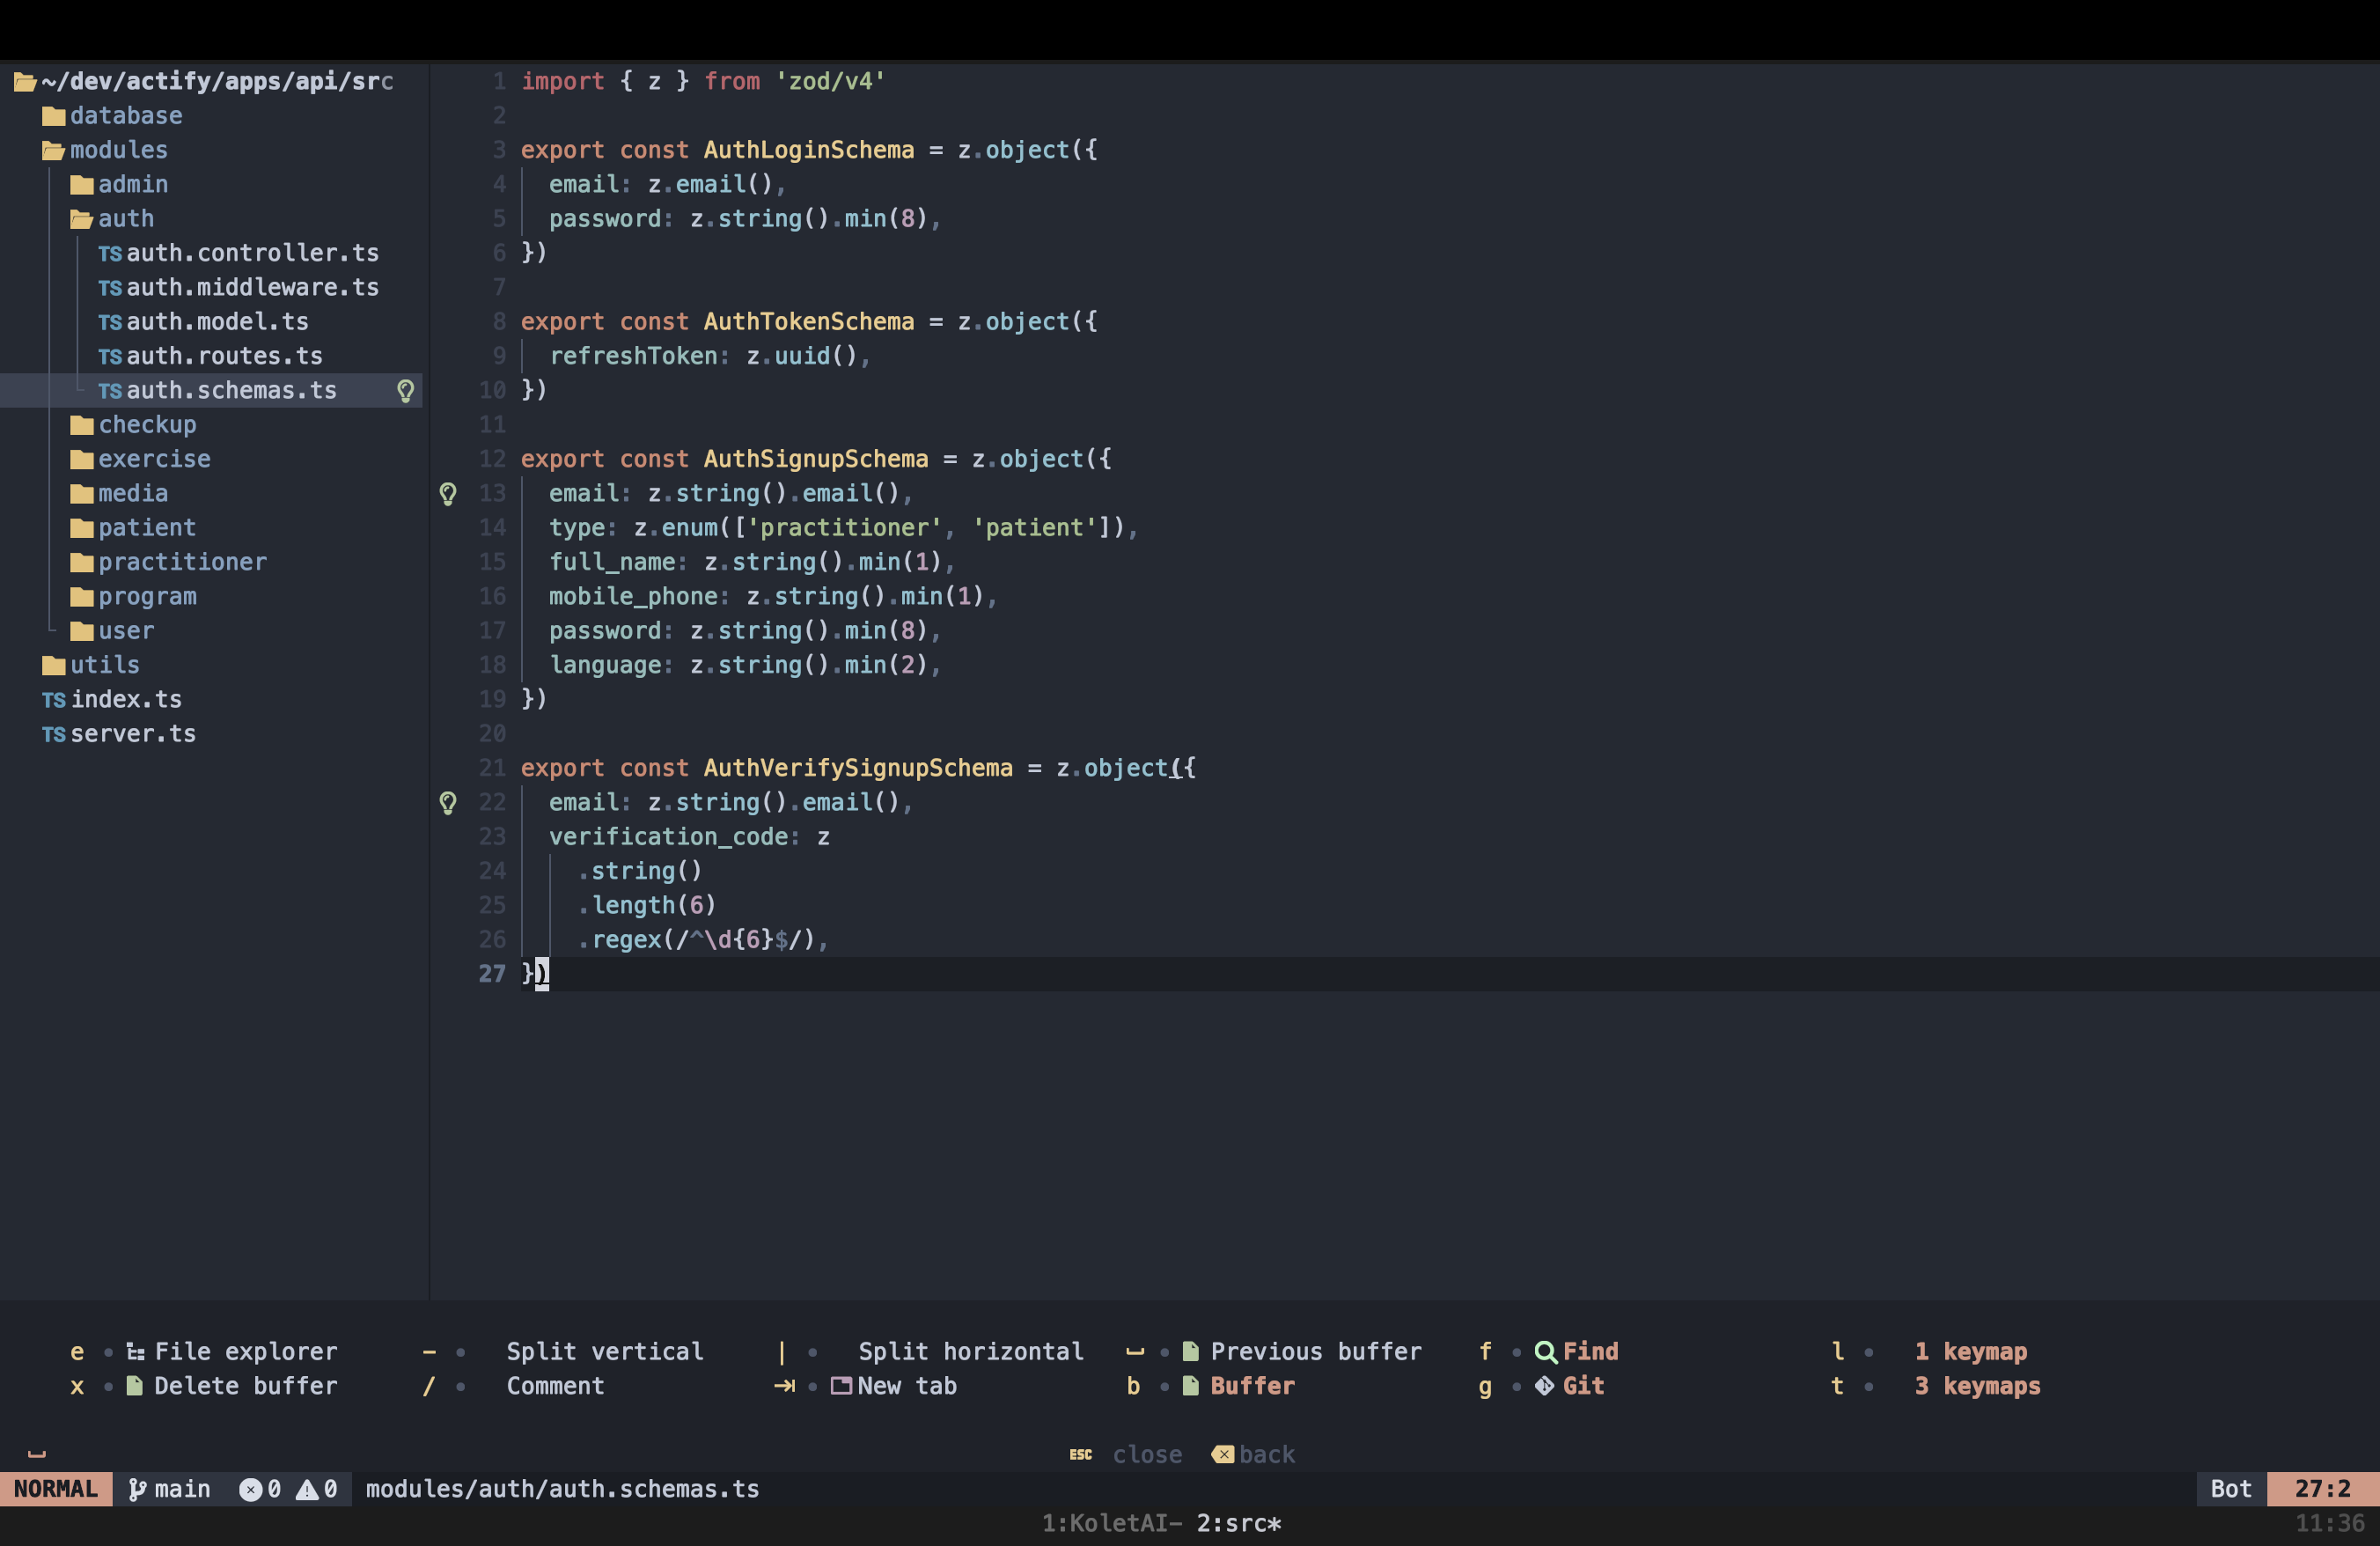 ~/dev/actify/apps/api/src
database
modules
admin
auth
TS auth.controller.ts
TS auth.middleware.ts
TS auth.model.ts
TS auth.routes.ts
TS auth.schemas.ts
checkup
exercise
media
patient
practitioner
program
user
utils
TS index.ts
TS server.ts
1 import { z } from 'zod/v4'
2
3 export const AuthLoginSchema = z.object({
4   email: z.email(),
5   password: z.string().min(8),
6 })
7
8 export const AuthTokenSchema = z.object({
9   refreshToken: z.uuid(),
10 })
11
12 export const AuthSignupSchema = z.object({
13   email: z.string().email(),
14   type: z.enum(['practitioner', 'patient']),
15   full_name: z.string().min(1),
16   mobile_phone: z.string().min(1),
17   password: z.string().min(8),
18   language: z.string().min(2),
19 })
20
21 export const AuthVerifySignupSchema = z.object({
22   email: z.string().email(),
23   verification_code: z
24     .string()
25     .length(6)
26     .regex(/^\d{6}$/),
27 })
e • File explorer − • Split vertical | • Split horizontal ␣ • Previous buffer f • Find l • 1 keymap
x • Delete buffer / • Comment ⇥ • New tab b • Buffer g • Git t • 3 keymaps
␣ ESC close back
NORMAL main 0 0 modules/auth/auth.schemas.ts Bot 27:2
1:KoletAI- 2:src* 11:36